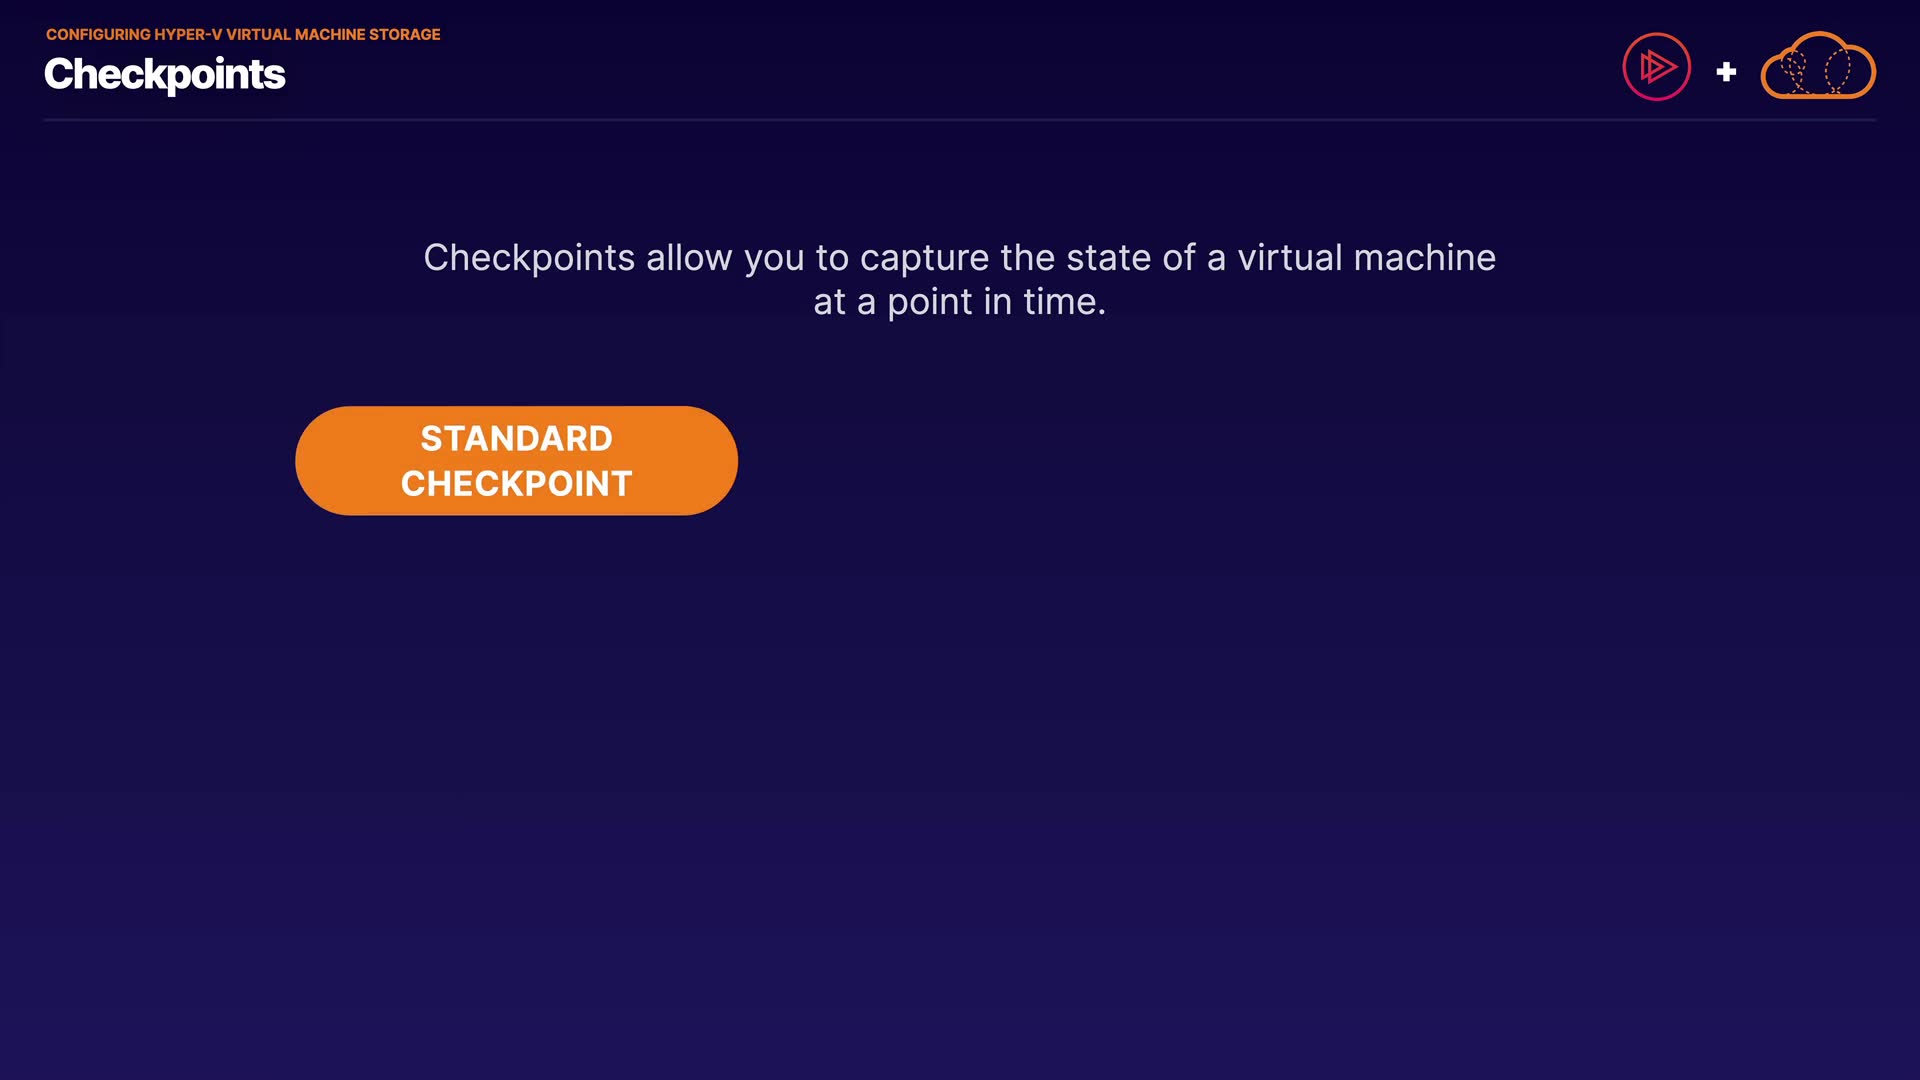 CONFIGURING HYPER-V VIRTUAL MACHINE STORAGE
Checkpoints
Checkpoints allow you to capture the state of a virtual machine
at a point in time.
STANDARD
CHECKPOINT